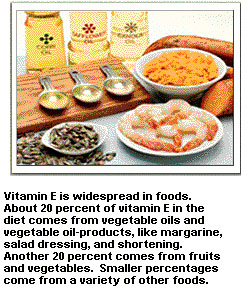 CORN
OIL
SAFFLOWER
OIL
CANOLA
OIL
Vitamin E is widespread in foods.
About 20 percent of vitamin E in the
diet comes from vegetable oils and
vegetable oil-products, like margarine,
salad dressing, and shortening.
Another 20 percent comes from fruits
and vegetables.  Smaller percentages
come from a variety of other foods.